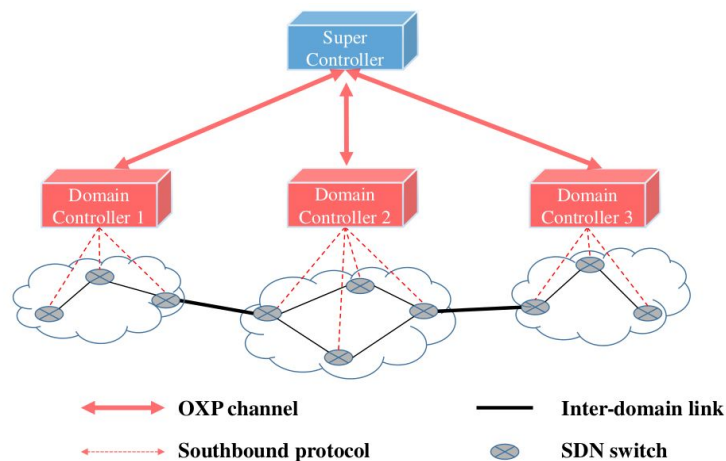 Super
Controller
Domain
Controller 1
Domain
Controller 2
Domain
Controller 3
OXP channel
Inter-domain link
Southbound protocol
SDN switch